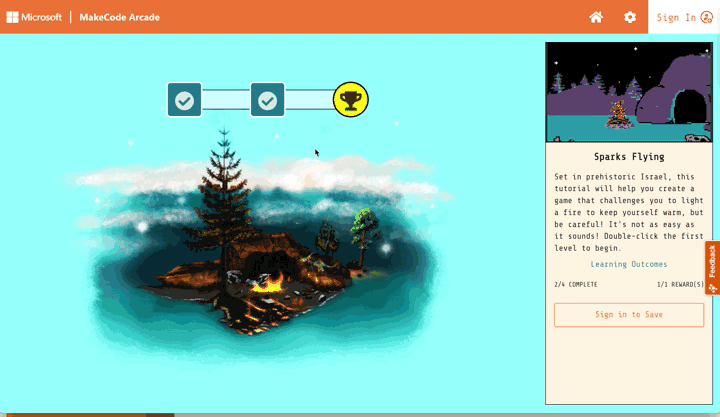 Microsoft MakeCode Arcade
Sign In
Sparks Flying
Set in prehistoric Israel, this
tutorial will help you create a
game that challenges you to light
a fire to keep yourself warm, but
be careful! It's not as easy as
it sounds! Double-click the first
level to begin.
Learning Outcomes
2/4 COMPLETE 1/1 REWARD(S)
Sign in to Save
Feedback